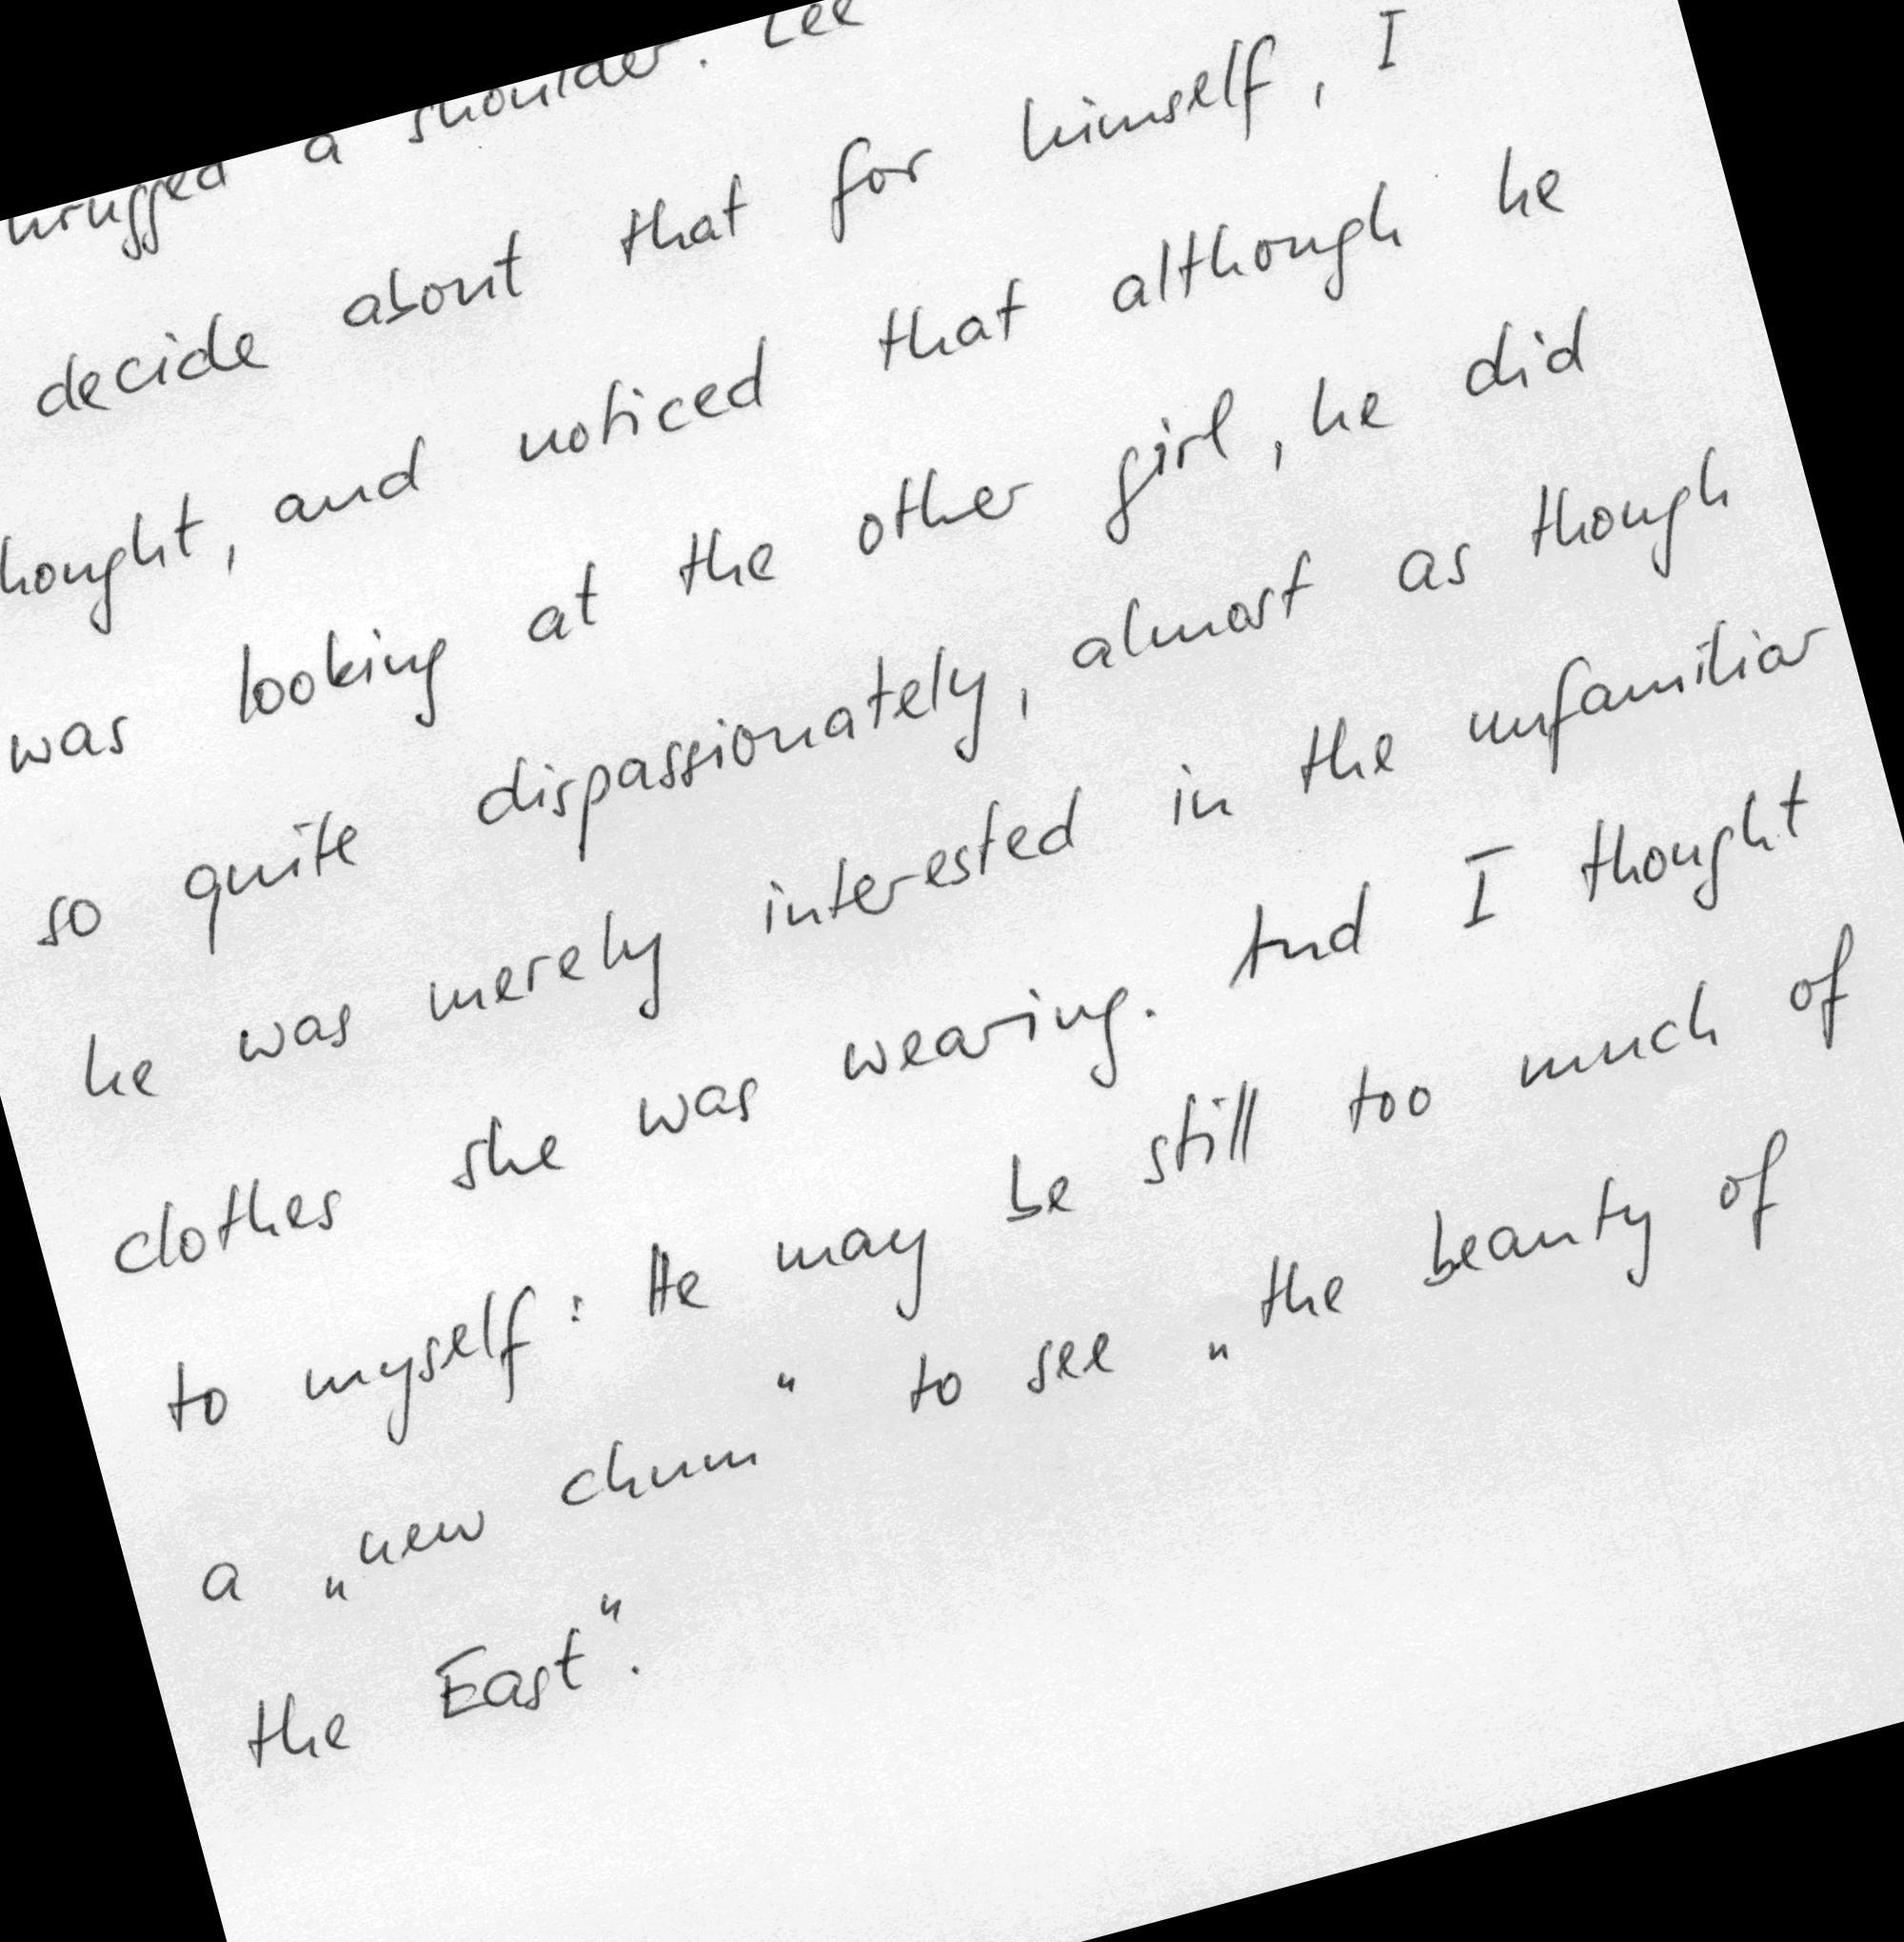 a shoulder. Lee
decide about that for himself, I
thought, and noticed that although he
was looking at the other girl, he did
so quite dispassionately, almost as though
he was merely interested in the unfamiliar
clothes she was wearing. And I thought
to myself: He may be still too much of
a „new chum“ to see „the beauty of
the East“.